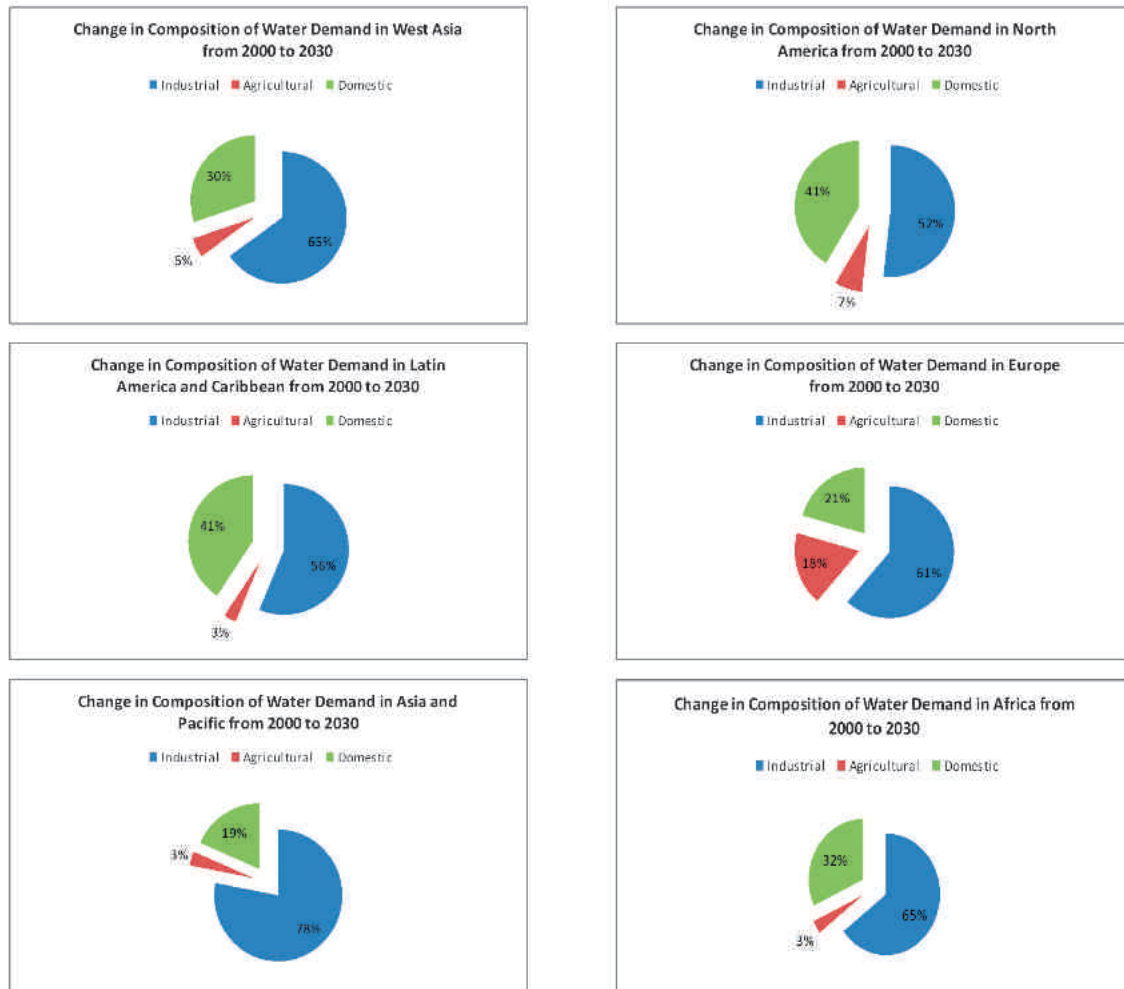 Change in Composition of Water Demand in West Asia
from 2000 to 2030
Industrial Agricultural Domestic
30%
65%
5%
Change in Composition of Water Demand in North
America from 2000 to 2030
Industrial Agricultural Domestic
41%
52%
7%
Change in Composition of Water Demand in Latin
America and Caribbean from 2000 to 2030
Industrial Agricultural Domestic
41%
56%
3%
Change in Composition of Water Demand in Europe
from 2000 to 2030
Industrial Agricultural Domestic
21%
18%
61%
Change in Composition of Water Demand in Asia and
Pacific from 2000 to 2030
Industrial Agricultural Domestic
19%
3%
78%
Change in Composition of Water Demand in Africa from
2000 to 2030
Industrial Agricultural Domestic
32%
65%
3%